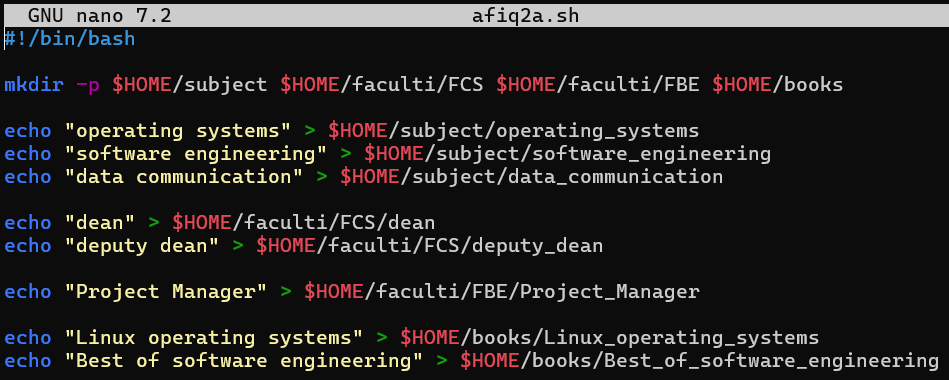 GNU nano 7.2 afiq2a.sh
#!/bin/bash
mkdir -p $HOME/subject $HOME/faculti/FCS $HOME/faculti/FBE $HOME/books
echo "operating systems" > $HOME/subject/operating_systems
echo "software engineering" > $HOME/subject/software_engineering
echo "data communication" > $HOME/subject/data_communication
echo "dean" > $HOME/faculti/FCS/dean
echo "deputy dean" > $HOME/faculti/FCS/deputy_dean
echo "Project Manager" > $HOME/faculti/FBE/Project_Manager
echo "Linux operating systems" > $HOME/books/Linux_operating_systems
echo "Best of software engineering" > $HOME/books/Best_of_software_engineering